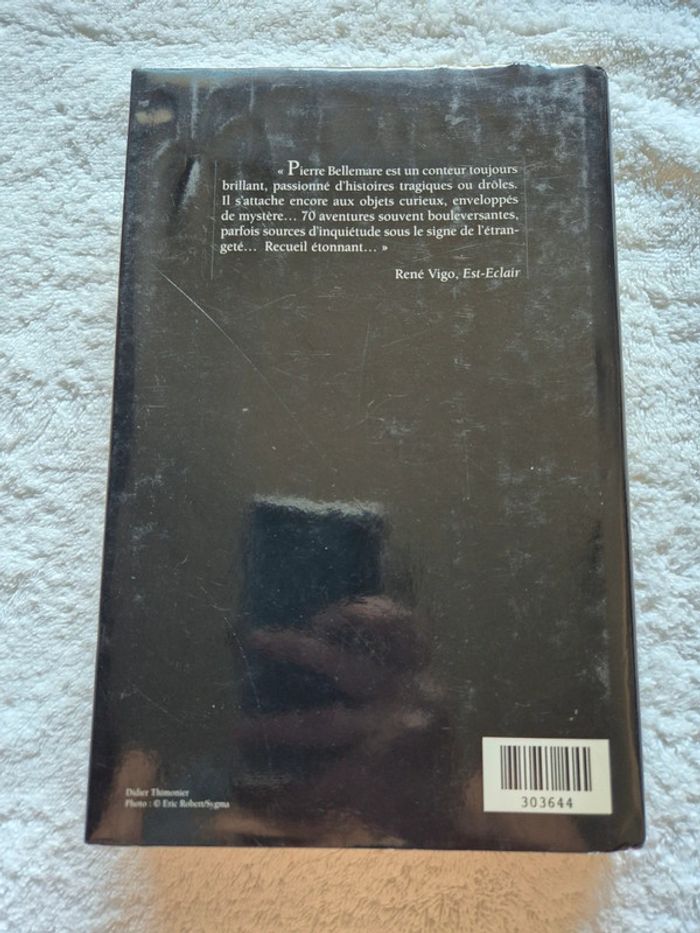 « Pierre Bellemare est un conteur toujours
brillant, passionné d'histoires tragiques ou drôles.
Il s'attache encore aux objets curieux, enveloppés
de mystère... 70 aventures souvent bouleversantes,
parfois sources d'inquiétude sous le signe de l'étran-
geté... Recueil étonnant... »
René Vigo, Est-Eclair
Didier Thimonier
Photo : © Eric Robert/Sygma
303644